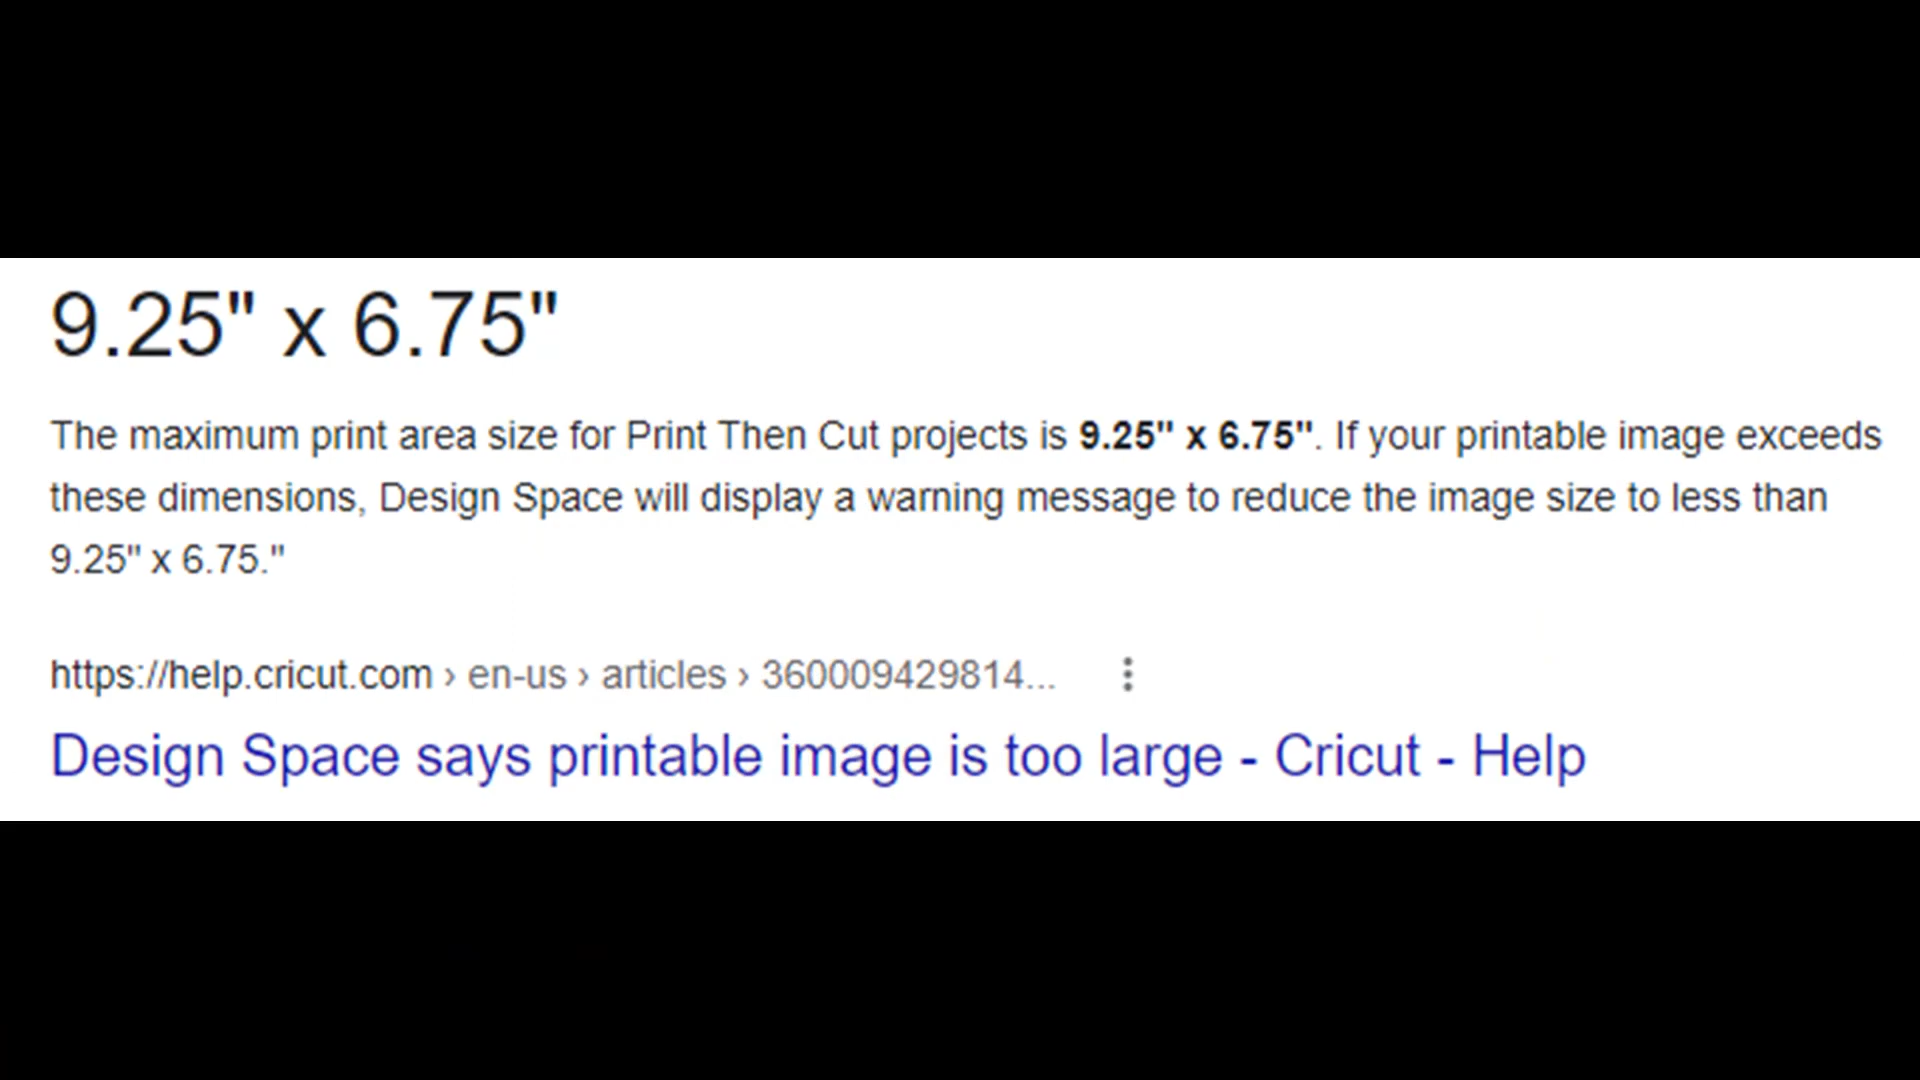 9.25" x 6.75"
The maximum print area size for Print Then Cut projects is 9.25" x 6.75". If your printable image exceeds
these dimensions, Design Space will display a warning message to reduce the image size to less than
9.25" x 6.75."
https://help.cricut.com › en-us › articles › 360009429814...
Design Space says printable image is too large - Cricut - Help